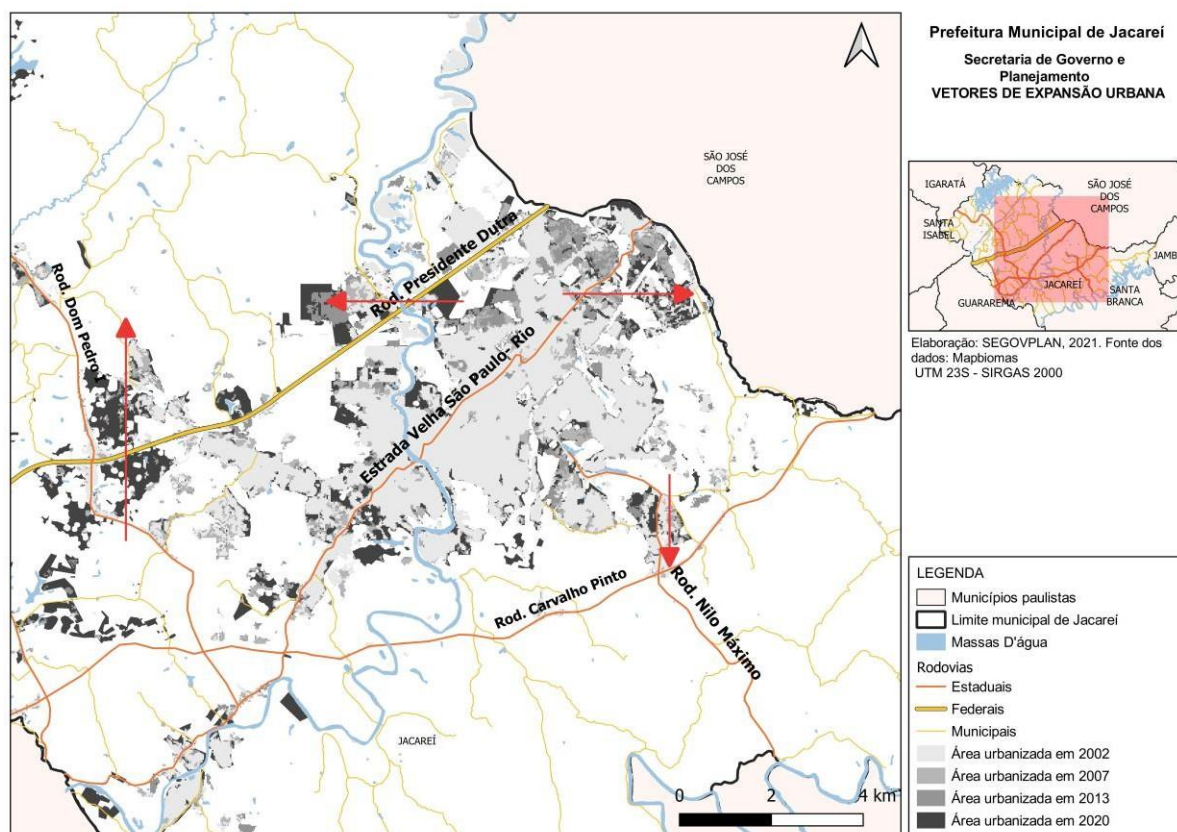 Prefeitura Municipal de Jacareí
Secretaria de Governo e
Planejamento
VETORES DE EXPANSÃO URBANA
SÃO JOSÉ
DOS
CAMPOS
Rod. Presidente Dutra
Rod. Dom Pedro I
Estrada Velha São Paulo- Rio
Rod. Carvalho Pinto
Rod. Nilo Máximo
JACAREÍ
0 2 4 km
IGARATÁ
SÃO JOSÉ
DOS
CAMPOS
SANTA
ISABEL
JAMB
JACAREÍ
SANTA
BRANCA
GUARAREMA
Elaboração: SEGOVPLAN, 2021. Fonte dos
dados: Mapbiomas
UTM 23S - SIRGAS 2000
LEGENDA
Municípios paulistas
Limite municipal de Jacareí
Massas D'água
Rodovias
Estaduais
Federais
Municipais
Área urbanizada em 2002
Área urbanizada em 2007
Área urbanizada em 2013
Área urbanizada em 2020